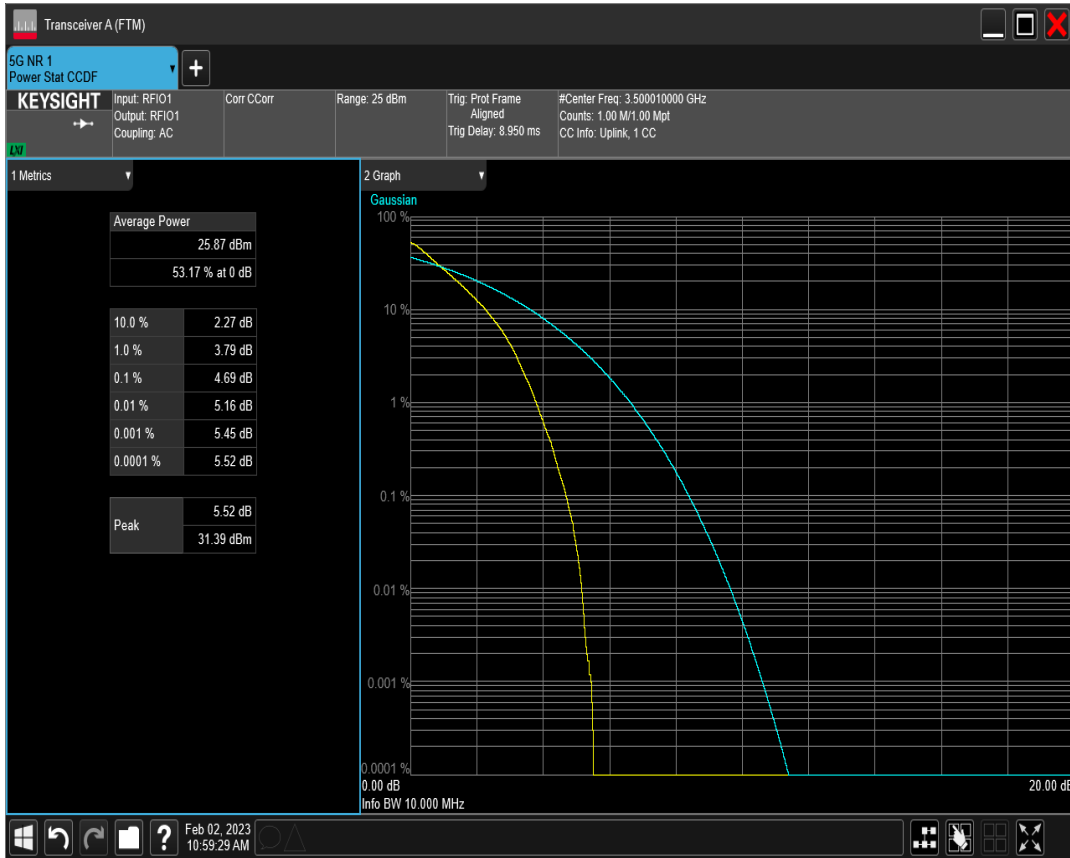 Transceiver A (FTM)
5G NR 1
Power Stat CCDF
+
KEYSIGHT
LXI
Input: RFIO1
Output: RFIO1
Coupling: AC
Corr CCorr
Range: 25 dBm
Trig: Prot Frame
Aligned
Trig Delay: 8.950 ms
#Center Freq: 3.500010000 GHz
Counts: 1.00 M/1.00 Mpt
CC Info: Uplink, 1 CC
1 Metrics
Average Power
25.87 dBm
53.17 % at 0 dB
10.0 % 2.27 dB
1.0 % 3.79 dB
0.1 % 4.69 dB
0.01 % 5.16 dB
0.001 % 5.45 dB
0.0001 % 5.52 dB
Peak
5.52 dB
31.39 dBm
2 Graph
Gaussian
100 %
10 %
1 %
0.1 %
0.01 %
0.001 %
0.0001 %
0.00 dB
20.00 dB
Info BW 10.000 MHz
?
Feb 02, 2023
10:59:29 AM